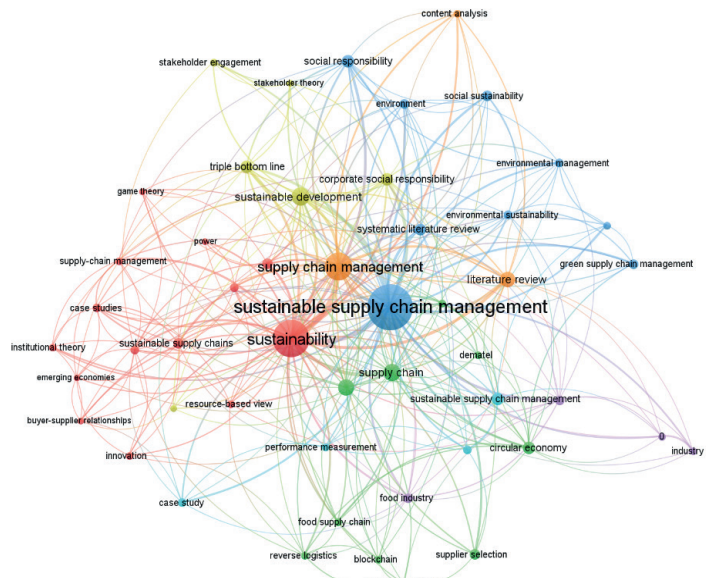 content analysis
social responsibility
stakeholder engagement
stakeholder theory
social sustainability
environment
triple bottom line
environmental management
corporate social responsibility
game theory
sustainable development
environmental sustainability
systematic literature review
power
supply-chain management
supply chain management
green supply chain management
literature review
case studies
sustainable supply chain management
sustainability
institutional theory
sustainable supply chains
dematel
supply chain
emerging economies
sustainable supply chain management
resource-based view
buyer-supplier relationships
performance measurement
circular economy
industry
innovation
food industry
case study
food supply chain
reverse logistics
blockchain
supplier selection